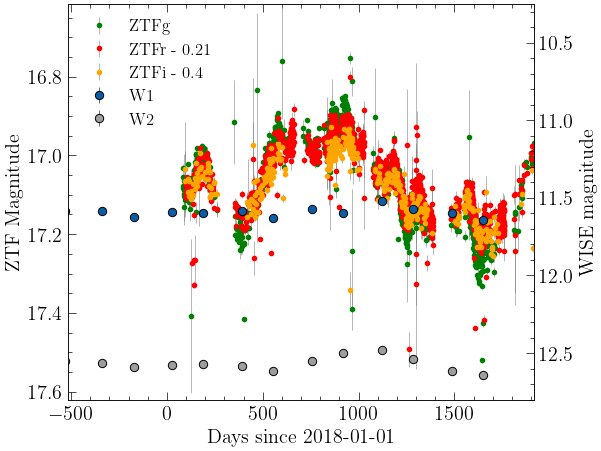 ZTFg
ZTFr - 0.21
ZTFi - 0.4
W1
W2
16.8
17.0
17.2
17.4
17.6
ZTF Magnitude
10.5
11.0
11.5
12.0
12.5
WISE magnitude
−500
0
500
1000
1500
Days since 2018-01-01